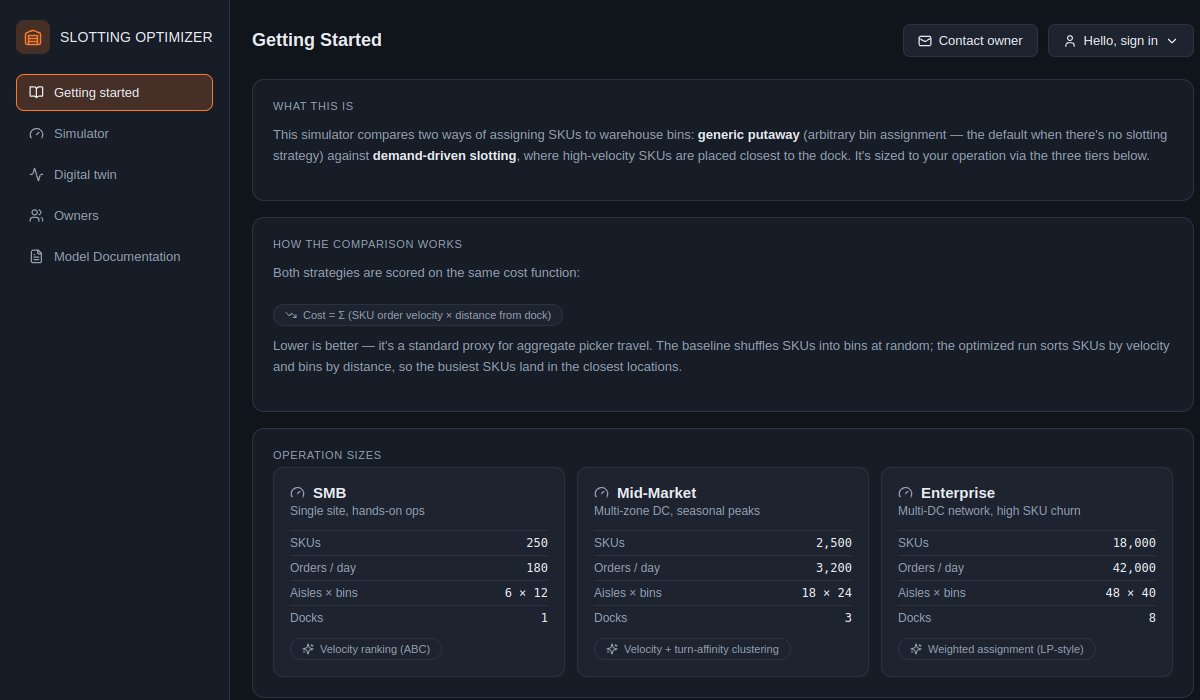 SLOTTING OPTIMIZER
Getting started
Simulator
Digital twin
Owners
Model Documentation
Getting Started
Contact owner
Hello, sign in
WHAT THIS IS
This simulator compares two ways of assigning SKUs to warehouse bins: generic putaway (arbitrary bin assignment — the default when there's no slotting
strategy) against demand-driven slotting, where high-velocity SKUs are placed closest to the dock. It's sized to your operation via the three tiers below.
HOW THE COMPARISON WORKS
Both strategies are scored on the same cost function:
Cost = Σ (SKU order velocity × distance from dock)
Lower is better — it's a standard proxy for aggregate picker travel. The baseline shuffles SKUs into bins at random; the optimized run sorts SKUs by velocity
and bins by distance, so the busiest SKUs land in the closest locations.
OPERATION SIZES
SMB
Single site, hands-on ops
SKUs 250
Orders / day 180
Aisles × bins 6 × 12
Docks 1
Velocity ranking (ABC)
Mid-Market
Multi-zone DC, seasonal peaks
SKUs 2,500
Orders / day 3,200
Aisles × bins 18 × 24
Docks 3
Velocity + turn-affinity clustering
Enterprise
Multi-DC network, high SKU churn
SKUs 18,000
Orders / day 42,000
Aisles × bins 48 × 40
Docks 8
Weighted assignment (LP-style)